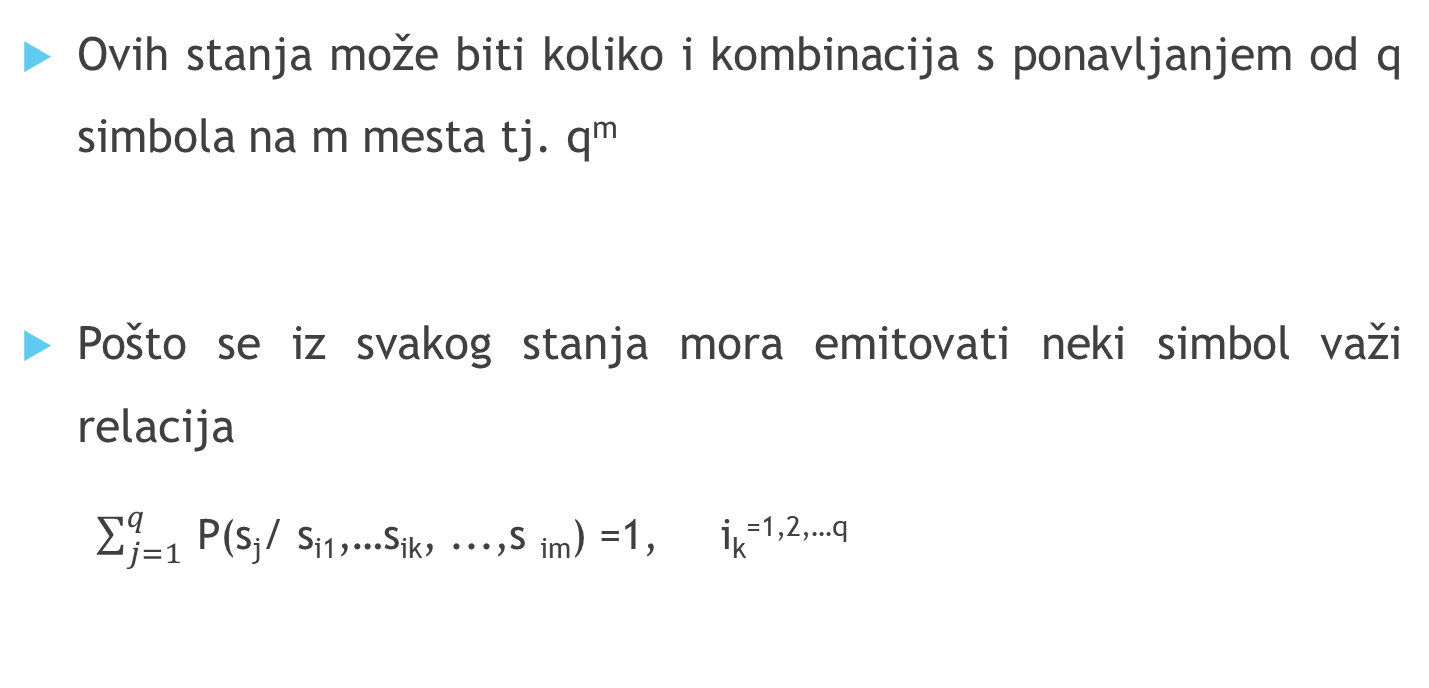 Ovih stanja može biti koliko i kombinacija s ponavljanjem od q
simbola na m mesta tj. qᵐ
Pošto se iz svakog stanja mora emitovati neki simbol važi
relacija
∑_{j=1}^{q} P(s_j/ s_{i1},...s_{ik}, ...,s _{im}) =1, i_k^{=1,2,...q}